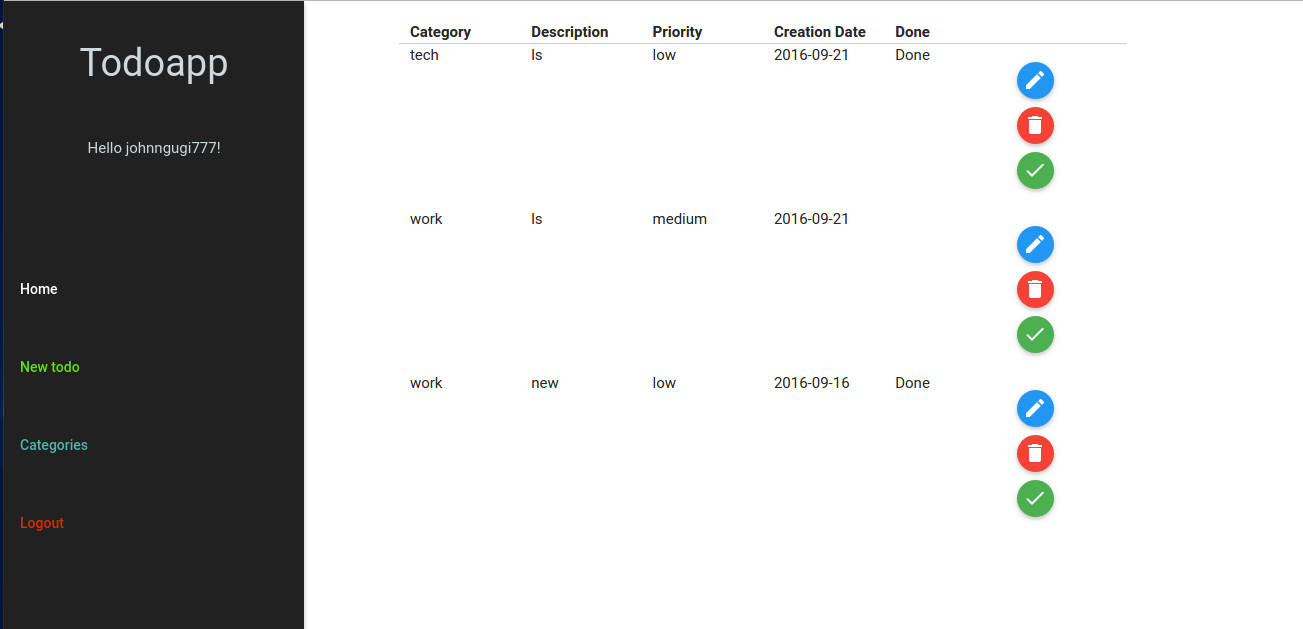 Todoapp
Hello johnngugi777!
Home
New todo
Categories
Logout
Category Description Priority Creation Date Done
tech ls low 2016-09-21 Done
work ls medium 2016-09-21
work new low 2016-09-16 Done